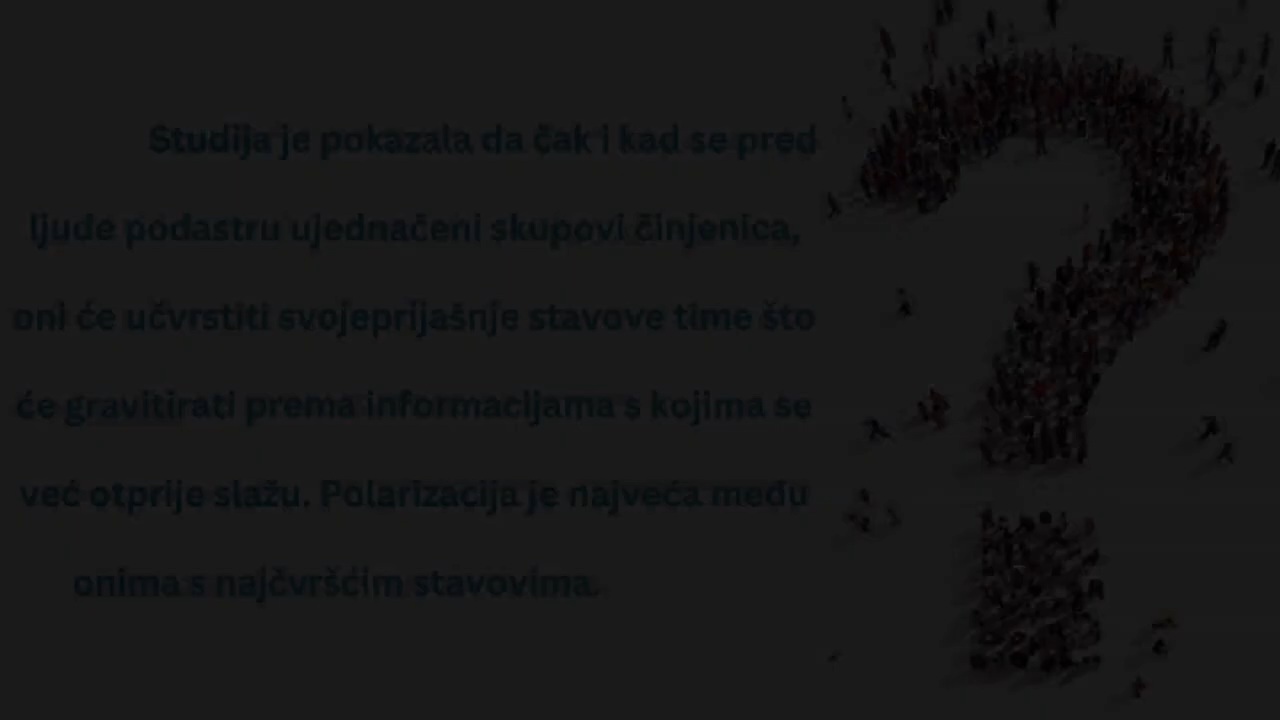 Studija je pokazala da čak i kad se pred
ljude podastru ujednačeni skupovi činjenica,
oni će učvrstiti svojeprijašnje stavove time što
će gravitirati prema informacijama s kojima se
već otprije slažu. Polarizacija je najveća među
onima s najčvršćim stavovima.